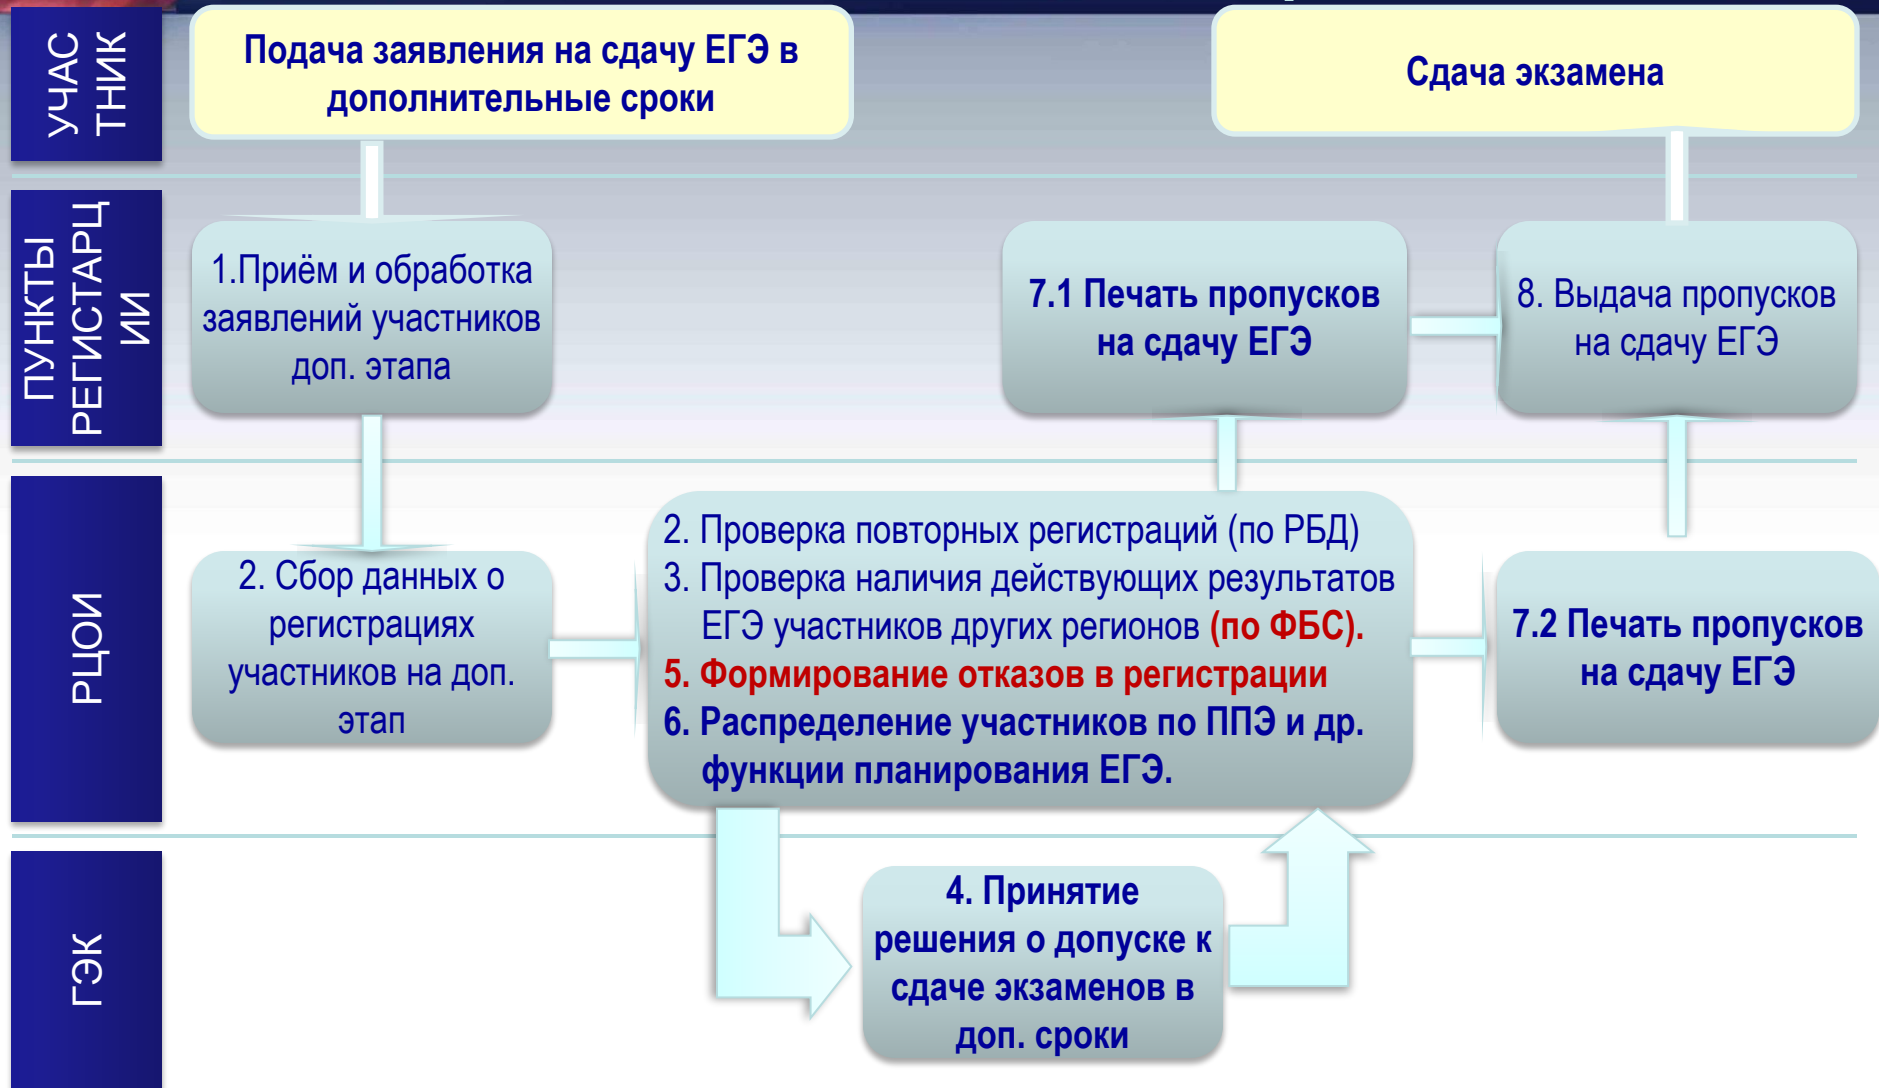 УЧАС
ТНИК
Подача заявления на сдачу ЕГЭ в
дополнительные сроки
Сдача экзамена
ПУНКТЫ
РЕГИСТАРЦ
ИИ
1.Приём и обработка
заявлений участников
доп. этапа
7.1 Печать пропусков
на сдачу ЕГЭ
8. Выдача пропусков
на сдачу ЕГЭ
РЦОИ
2. Сбор данных о
регистрациях
участников на доп.
этап
2. Проверка повторных регистраций (по РБД)
3. Проверка наличия действующих результатов
ЕГЭ участников других регионов (по ФБС).
5. Формирование отказов в регистрации
6. Распределение участников по ППЭ и др.
функции планирования ЕГЭ.
7.2 Печать пропусков
на сдачу ЕГЭ
ГЭК
4. Принятие
решения о допуске к
сдаче экзаменов в
доп. сроки